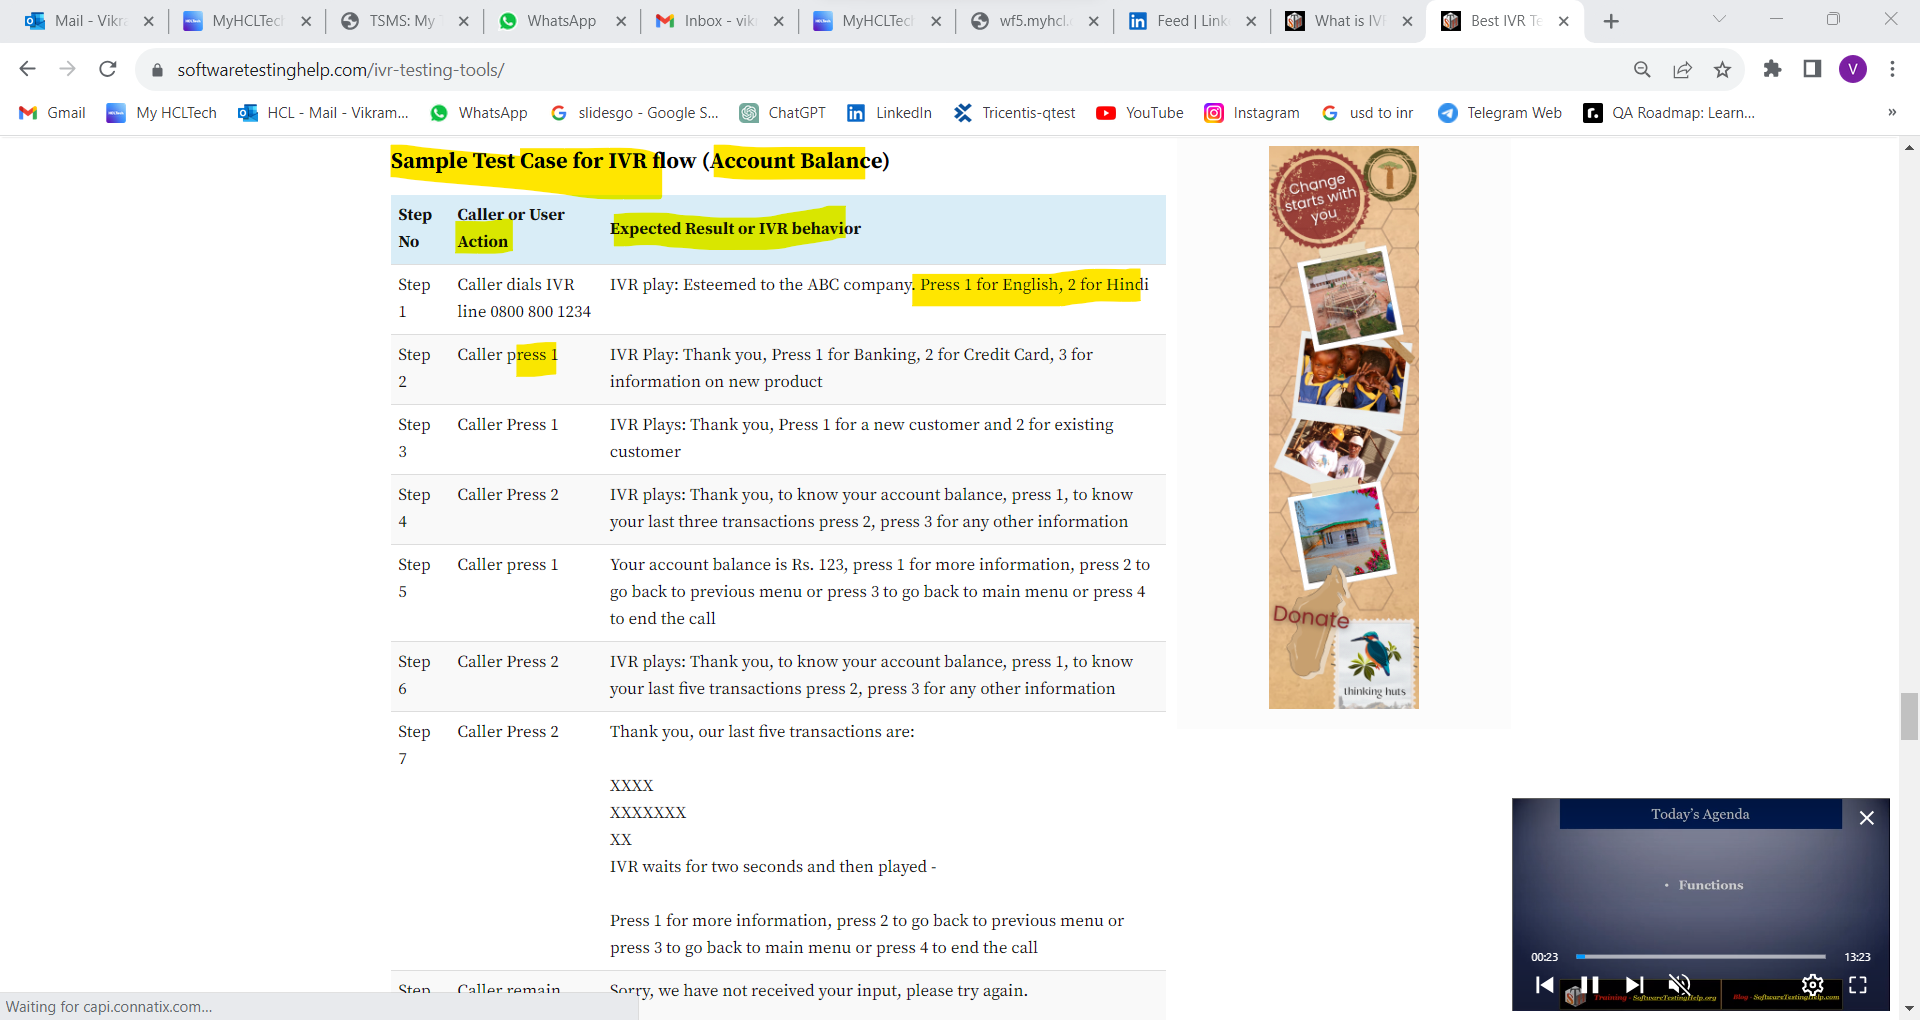 Mail - Vikra
MyHCLTech
TSMS: My
WhatsApp
Inbox - vik
MyHCLTech
wf5.myhcl.
Feed | Link
What is IVR
Best IVR Te
softwaretestinghelp.com/ivr-testing-tools/
V
Gmail
My HCLTech
HCL - Mail - Vikram...
WhatsApp
slidesgo - Google S...
ChatGPT
LinkedIn
Tricentis-qtest
YouTube
Instagram
usd to inr
Telegram Web
QA Roadmap: Learn...
»
Sample Test Case for IVR flow (Account Balance)
Step No
Caller or User Action
Expected Result or IVR behavior
Step 1
Caller dials IVR
line 0800 800 1234
IVR play: Esteemed to the ABC company. Press 1 for English, 2 for Hindi
Step 2
Caller press 1
IVR Play: Thank you, Press 1 for Banking, 2 for Credit Card, 3 for
information on new product
Step 3
Caller Press 1
IVR Plays: Thank you, Press 1 for a new customer and 2 for existing
customer
Step 4
Caller Press 2
IVR plays: Thank you, to know your account balance, press 1, to know
your last three transactions press 2, press 3 for any other information
Step 5
Caller press 1
Your account balance is Rs. 123, press 1 for more information, press 2 to
go back to previous menu or press 3 to go back to main menu or press 4
to end the call
Step 6
Caller Press 2
IVR plays: Thank you, to know your account balance, press 1, to know
your last five transactions press 2, press 3 for any other information
Step 7
Caller Press 2
Thank you, our last five transactions are:
XXXX
XXXXXXX
XX
IVR waits for two seconds and then played -
Press 1 for more information, press 2 to go back to previous menu or
press 3 to go back to main menu or press 4 to end the call
Step
Caller remain
Sorry, we have not received your input, please try again.
Change
starts with
you
Donate
thinking huts
Today's Agenda
• Functions
00:23
13:23
Training - SoftwareTestingHelp.org
Blog - SoftwareTestingHelp.com
Waiting for capi.connatix.com...